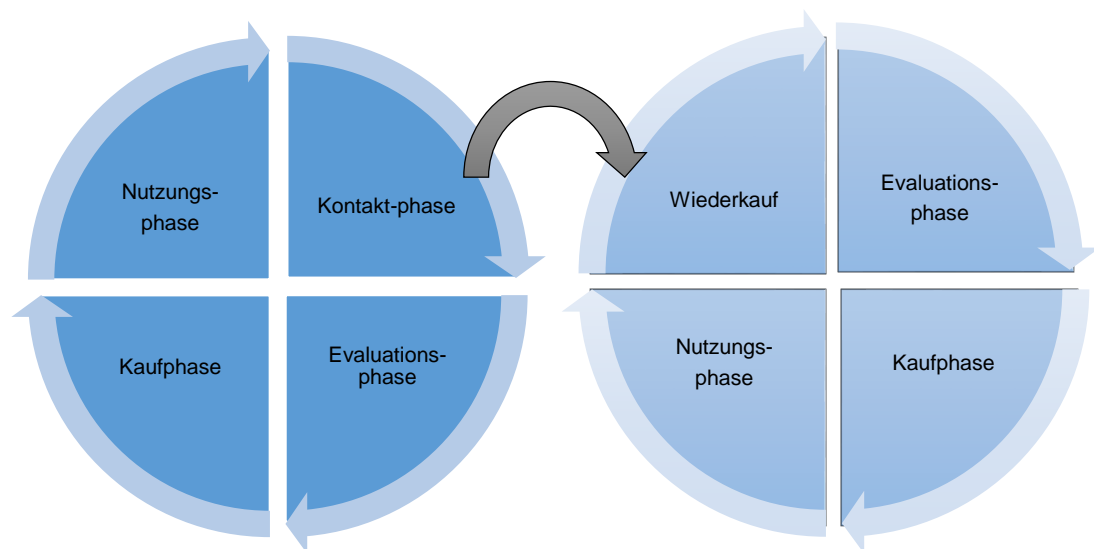 Nutzungs-
phase
Kontakt-phase
Kaufphase
Evaluations-
phase
Wiederkauf
Evaluations-
phase
Nutzungs-
phase
Kaufphase